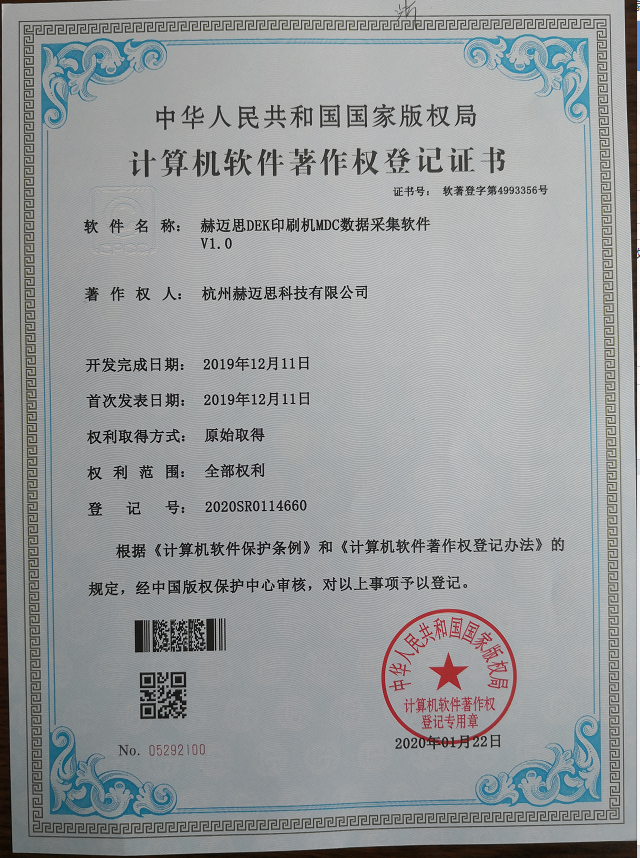 中华人民共和国国家版权局
计算机软件著作权登记证书
证书号： 软著登字第4993356号
软件名称： 赫迈思DEK印刷机MDC数据采集软件
V1.0
著作权人： 杭州赫迈思科技有限公司
开发完成日期： 2019年12月11日
首次发表日期： 2019年12月11日
权利取得方式： 原始取得
权利范围： 全部权利
登记号： 2020SR0114660
根据《计算机软件保护条例》和《计算机软件著作权登记办法》的
规定，经中国版权保护中心审核，对以上事项予以登记。
中华人民共和国国家版权局
计算机软件著作权
登记专用章
2020年01月22日
No. 05292100
CPCC